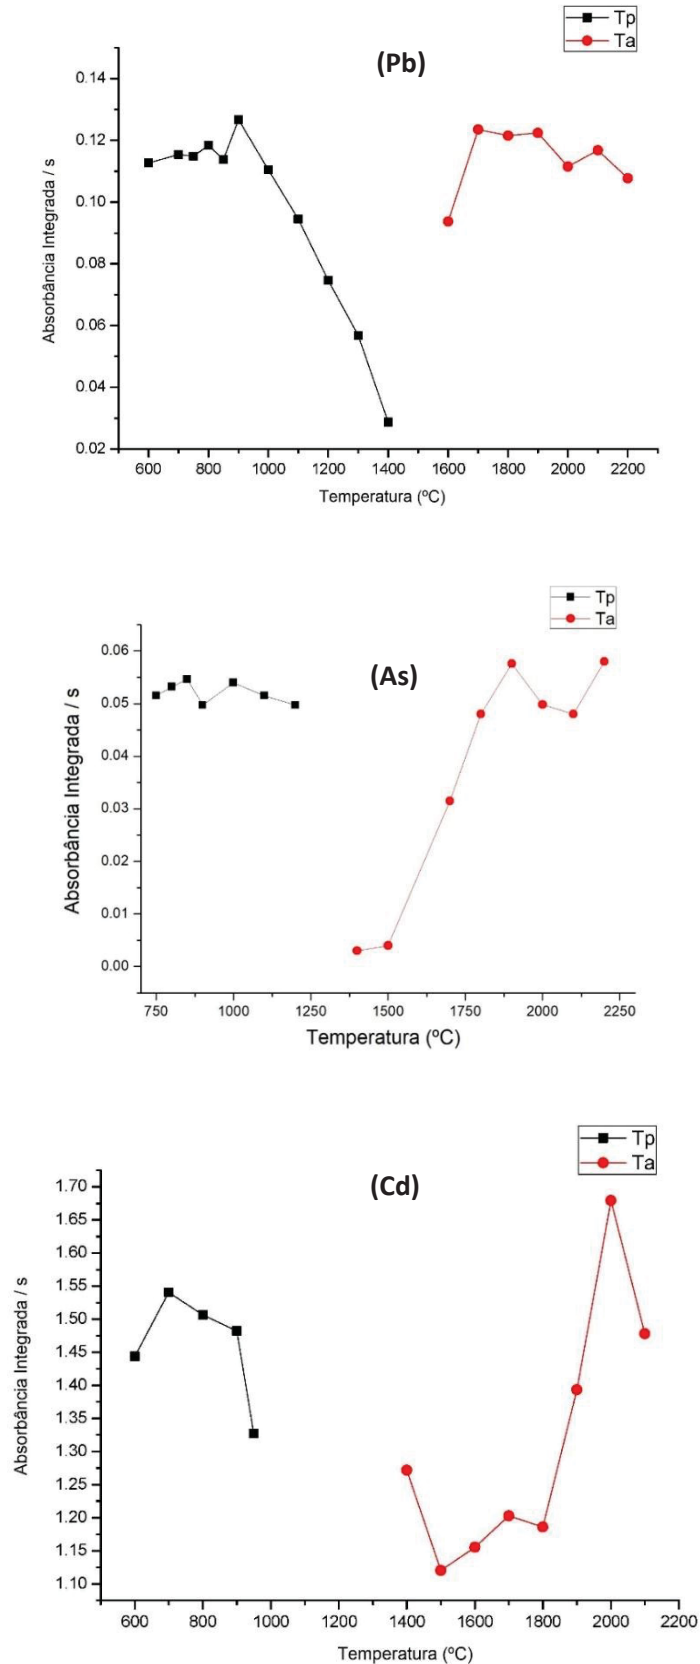 Tp
Ta
(Pb)
0.14
0.12
0.10
0.08
0.06
0.04
0.02
Absorbância Integrada / s
600 800 1000 1200 1400 1600 1800 2000 2200
Temperatura (ºC)
Tp
Ta
(As)
0.06
0.05
0.04
0.03
0.02
0.01
0.00
Absorbância Integrada / s
750 1000 1250 1500 1750 2000 2250
Temperatura (ºC)
Tp
Ta
(Cd)
1.70
1.65
1.60
1.55
1.50
1.45
1.40
1.35
1.30
1.25
1.20
1.15
1.10
Absorbância Integrada / s
600 800 1000 1200 1400 1600 1800 2000 2200
Temperatura (ºC)